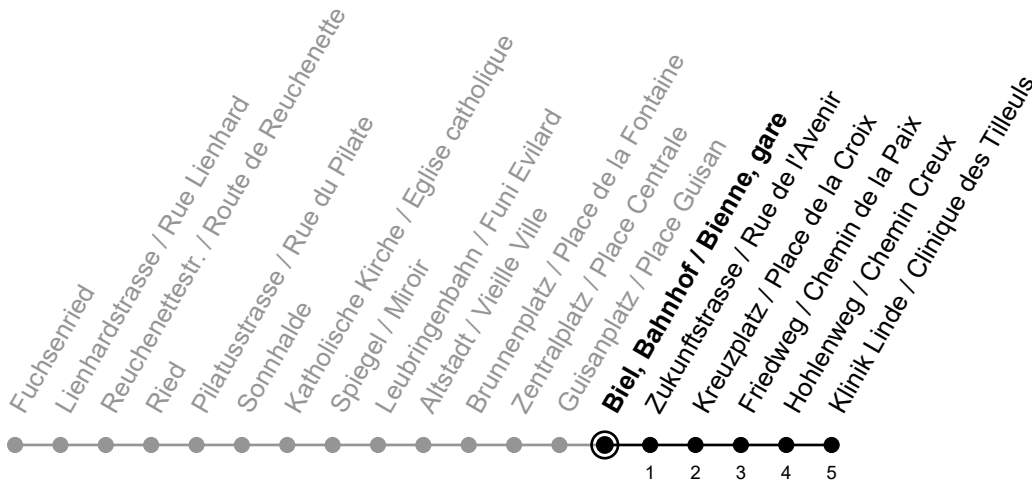 Fuchsenried
Lienhardstrasse / Rue Lienhard
Reuchenettestr. / Route de Reuchenette
Ried
Pilatusstrasse / Rue du Pilate
Sonnhalde
Katholische Kirche / Eglise catholique
Spiegel / Miroir
Leubringenbahn / Funi Evilard
Altstadt / Vieille Ville
Brunnenplatz / Place de la Fontaine
Zentralplatz / Place Centrale
Guisanplatz / Place Guisan
Biel, Bahnhof / Bienne, gare
Zukunftstrasse / Rue de l'Avenir
Kreuzplatz / Place de la Croix
Friedweg / Chemin de la Paix
Hohlenweg / Chemin Creux
Klinik Linde / Clinique des Tilleuls
1 2 3 4 5